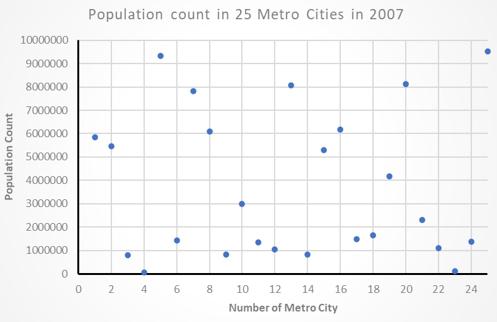 Population count in 25 Metro Cities in 2007
10000000
9000000
8000000
7000000
6000000
5000000
4000000
3000000
2000000
1000000
0
Population Count
0 2 4 6 8 10 12 14 16 18 20 22 24
Number of Metro City